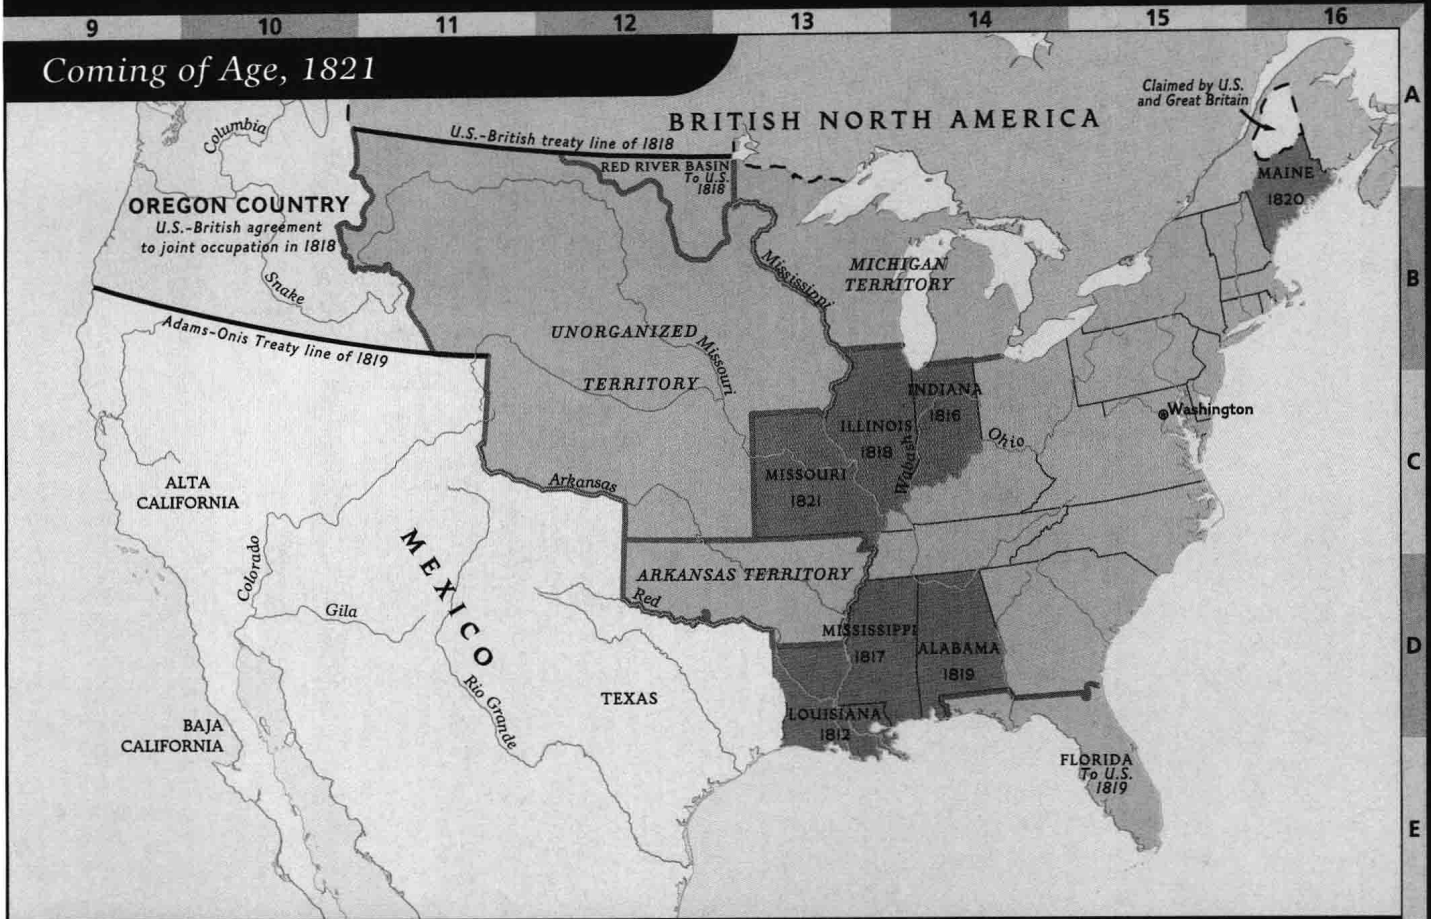 9 10 11 12 13 14 15 16
Coming of Age, 1821
A
B
C
D
E
Claimed by U.S.
and Great Britain
BRITISH NORTH AMERICA
Columbia
U.S.-British treaty line of 1818
RED RIVER BASIN
To U.S.
1818
MAINE
1820
OREGON COUNTRY
U.S.-British agreement
to joint occupation in 1818
Snake
Mississippi
MICHIGAN
TERRITORY
Adams-Onis Treaty line of 1819
UNORGANIZED
TERRITORY
Missouri
INDIANA
1816
ILLINOIS
1818
Wabash
Ohio
Washington
MISSOURI
1821
ALTA
CALIFORNIA
Arkansas
Colorado
MEXICO
Gila
ARKANSAS TERRITORY
Red
MISSISSIPPI
1817
ALABAMA
1819
Rio Grande
TEXAS
LOUISIANA
1812
BAJA
CALIFORNIA
FLORIDA
To U.S.
1819